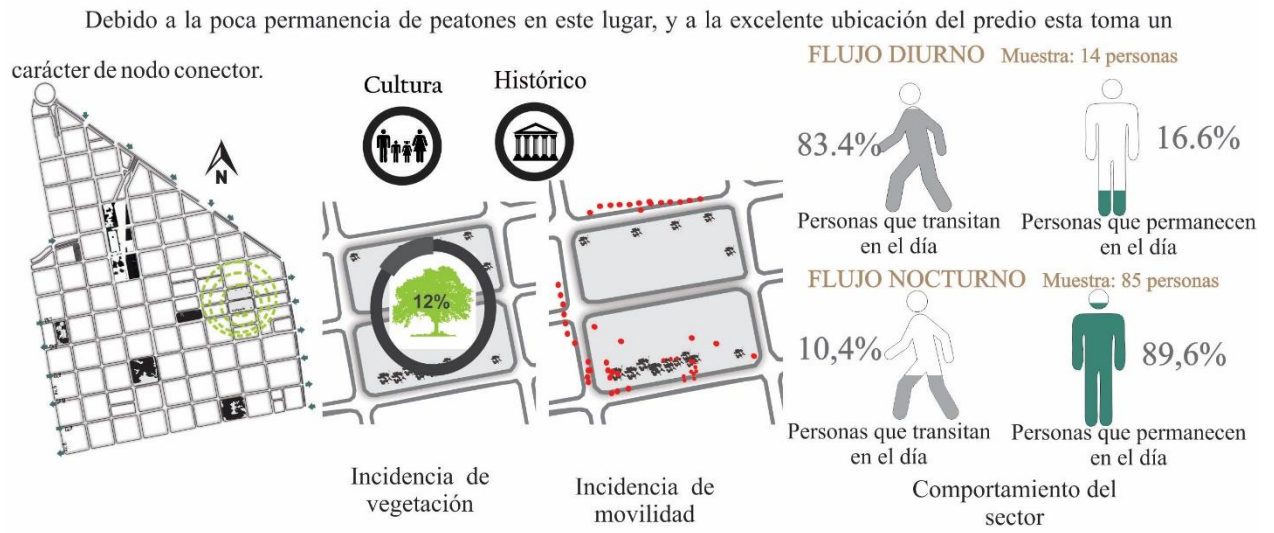 Debido a la poca permanencia de peatones en este lugar, y a la excelente ubicación del predio esta toma un
carácter de nodo conector.
Cultura
Histórico
N
12%
Incidencia de
vegetación
Incidencia de
movilidad
FLUJO DIURNO Muestra: 14 personas
83.4%
16.6%
Personas que transitan
en el día
Personas que permanecen
en el día
FLUJO NOCTURNO Muestra: 85 personas
10,4%
89,6%
Personas que transitan
en el día
Personas que permanecen
en el día
Comportamiento del
sector